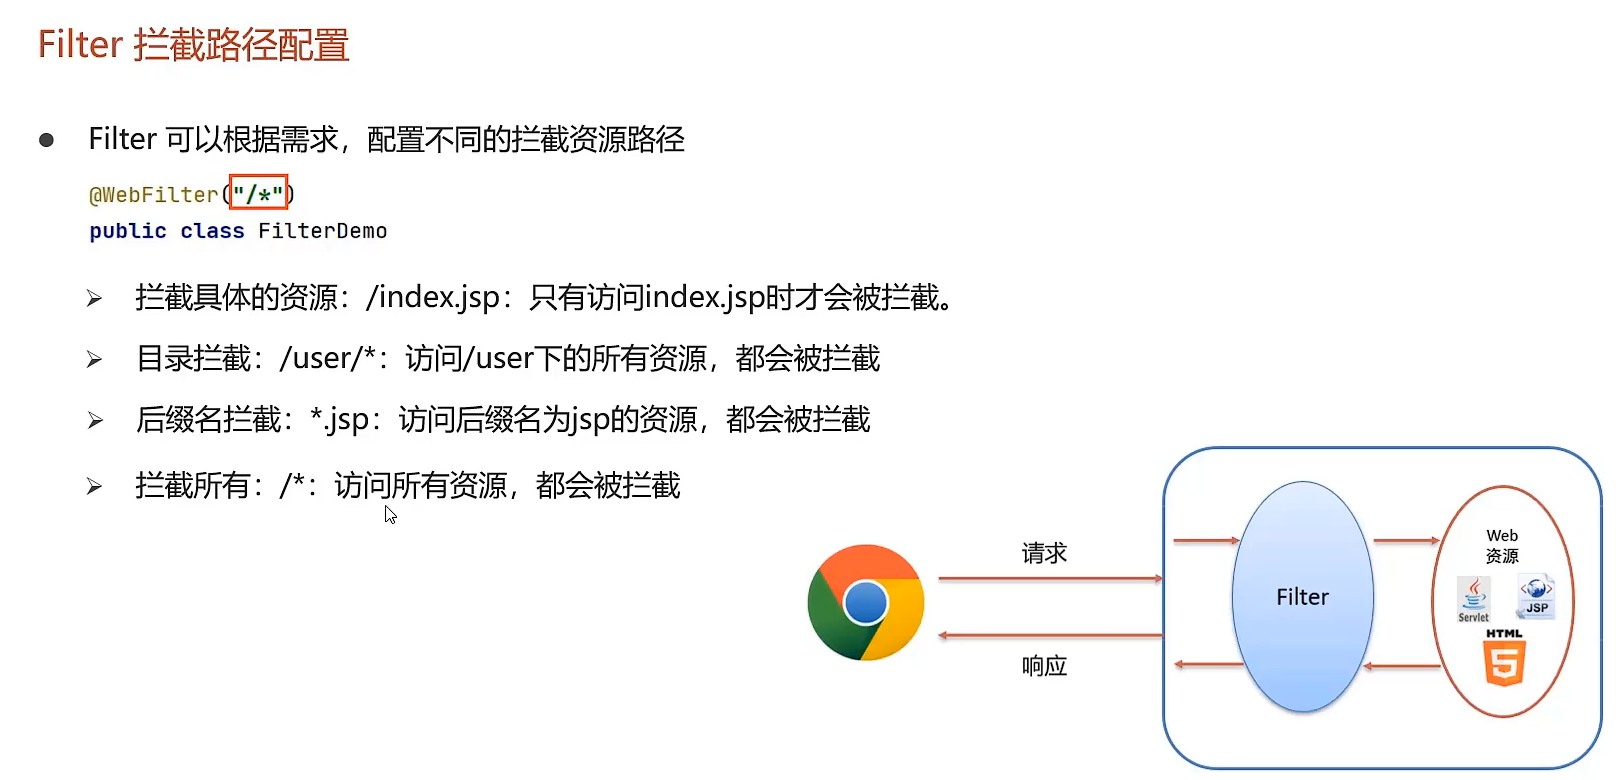 Filter 拦截路径配置
Filter 可以根据需求，配置不同的拦截资源路径
@WebFilter("/*")
public class FilterDemo
拦截具体的资源：/index.jsp：只有访问index.jsp时才会被拦截。
目录拦截：/user/*：访问/user下的所有资源，都会被拦截
后缀名拦截：*.jsp：访问后缀名为jsp的资源，都会被拦截
拦截所有：/*：访问所有资源，都会被拦截
请求
响应
Filter
Web
资源
Servlet
JSP
HTML
5